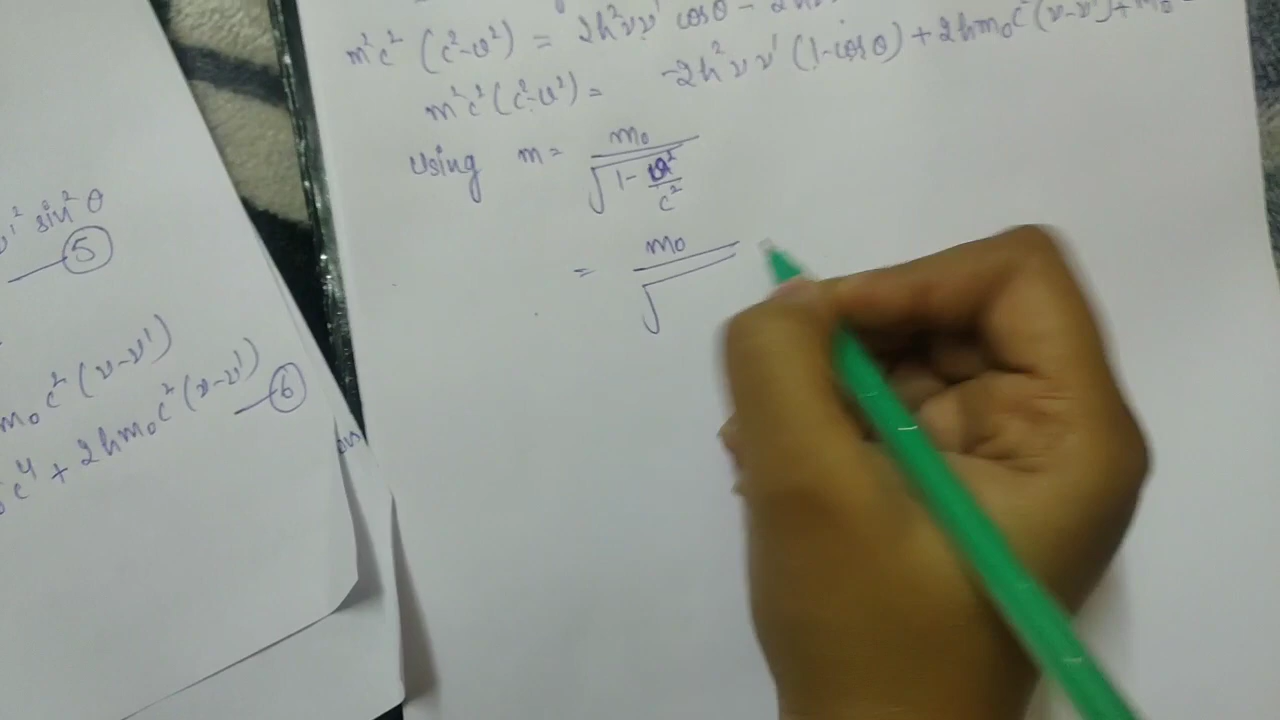 ν'² sin²θ
5
m₀c²(ν-ν')
c⁴ + 2hm₀c²(ν-ν')
6
m²c²(c²-v²) = 2h²νν' cosθ - 2h²
m²c²(c²-v²) = -2h²νν'(1-cosθ) + 2hm₀c²(ν-ν') + m₀
Using m = m₀ / √(1 - v²/c²)
= m₀ / √